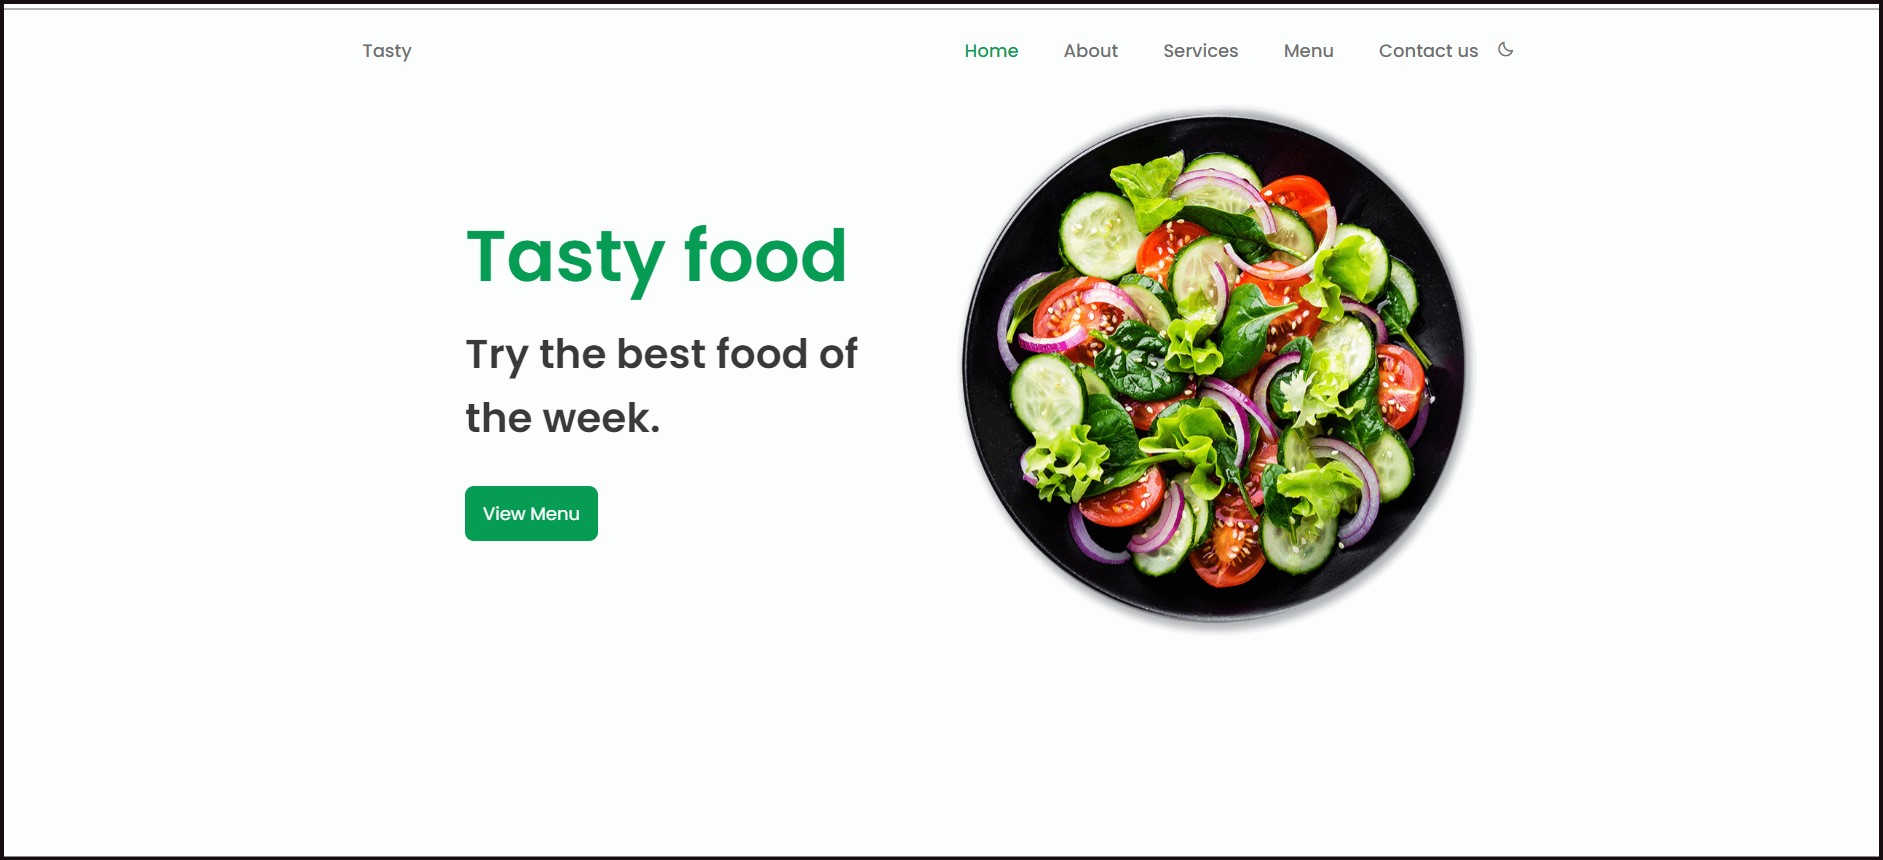 Tasty
Home About Services Menu Contact us
Tasty food
Try the best food of
the week.
View Menu